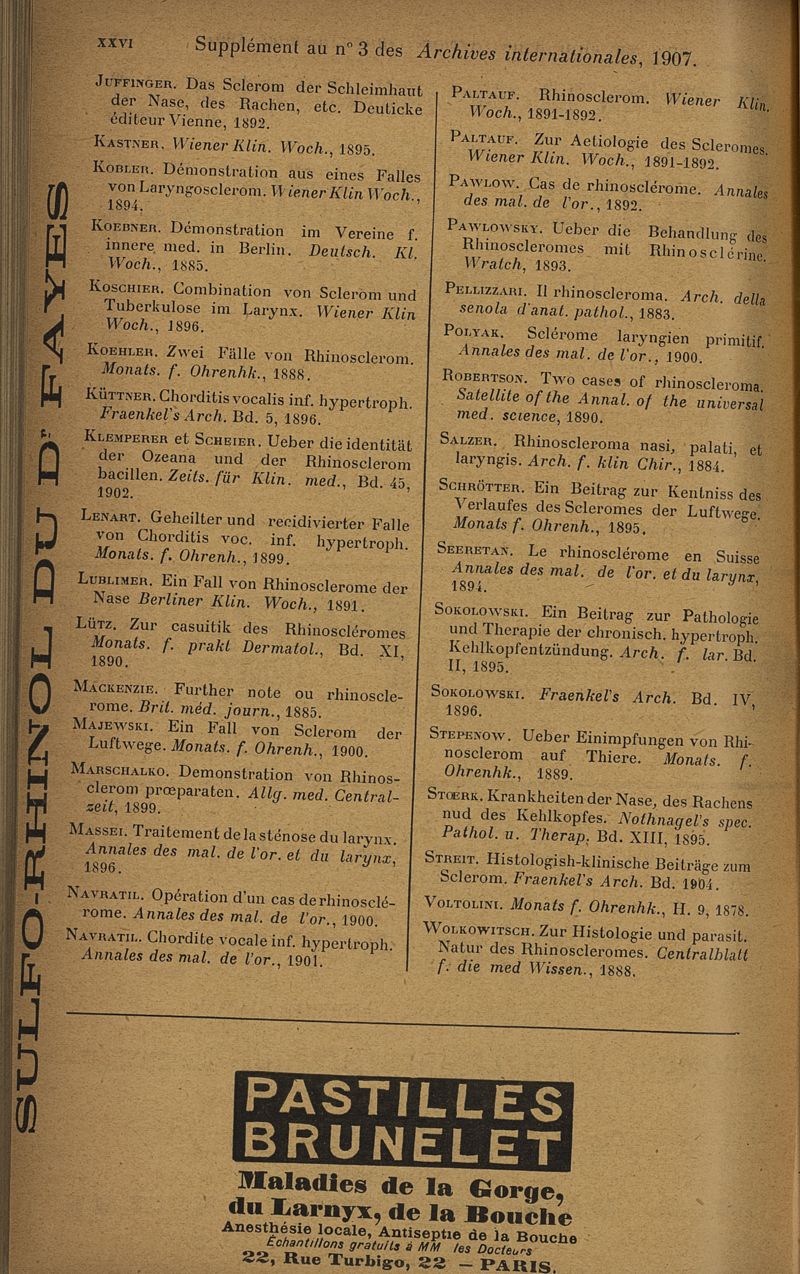 XXVI Supplément au n° 3 des Archives internationales, 1907.
JUFFINGER. Das Sclerom der Schleimhaut
der Nase, des Rachen, etc. Deuticke
éditeur Vienne, 1892.
KASTNER. Wiener Klin. Woch., 1895.
KOBLER. Démonstration aus eines Falles
von Laryngosclerom. Wiener Klin Woch.,
1894.
KOEBNER. Démonstration im Vereine f.
innere med. in Berlin. Deutsch. Kl.
Woch., 1885.
KOSCHIER. Combination von Sclerom und
Tuberkulose im Larynx. Wiener Klin
Woch., 1896.
KOEHLER. Zwei Fälle von Rhinosclerom.
Monats. f. Ohrenhk., 1888.
KÜTTNER. Chorditis vocalis inf. hypertroph.
Fraenkel's Arch. Bd. 5, 1896.
KLEMPERER et SCHEIER. Ueber die identität
der Ozeana und der Rhinosclerom
bacillen. Zeits. für Klin. med., Bd. 45,
1902.
LENART. Geheilter und recidivierter Falle
von Chorditis voc. inf. hypertroph.
Monats. f. Ohrenh., 1899.
LUBLIMER. Ein Fall von Rhinosclerome der
Nase Berliner Klin. Woch., 1891.
LÜTZ. Zur casuitik des Rhinoscléromes
Monats. f. prakt Dermatol., Bd. XI,
1890.
MACKENZIE. Further note ou rhinoscle-
rome. Brit. méd. journ., 1885.
MAJEWSKI. Ein Fall von Sclerom der
Luftwege. Monats. f. Ohrenh., 1900.
MARSCHALKO. Demonstration von Rhinos-
clerom prœparaten. Allg. med. Central-
zeit, 1899.
MASSEI. Traitement de la sténose du larynx.
Annales des mal. de l'or. et du larynx,
1896.
NAVRATIL. Opération d'un cas de rhinosclé-
rome. Annales des mal. de l'or., 1900.
NAVRATIL. Chordite vocale inf. hypertroph.
Annales des mal. de l'or., 1901.
PALTAUF. Rhinosclerom. Wiener Klin.
Woch., 1891-1892.
PALTAUF. Zur Aetiologie des Scleromes.
Wiener Klin. Woch., 1891-1892.
PAWLOW. Cas de rhinosclérome. Annales
des mal. de l'or., 1892.
PAWLOWSKY. Ueber die Behandlung des
Rhinoscleromes mit Rhinosclérine.
Wratch, 1893.
PELLIZZARI. Il rhinoscleroma. Arch. della
senola d'anat. pathol., 1883.
POLYAK. Sclérome laryngien primitif.
Annales des mal. de l'or., 1900.
ROBERTSON. Two cases of rhinoscleroma.
Satellite of the Annal. of the universal
med. science, 1890.
SALZER. Rhinoscleroma nasi, palati, et
laryngis. Arch. f. klin Chir., 1884.
SCHRÖTTER. Ein Beitrag zur Kentniss des
Verlaufes des Scleromes der Luftwege.
Monats f. Ohrenh., 1895.
SEERETAN. Le rhinosclérome en Suisse
Annales des mal. de l'or. et du larynx,
1894.
SOKOLOWSKI. Ein Beitrag zur Pathologie
und Therapie der chronisch. hypertroph.
Kehlkopfentzündung. Arch. f. lar. Bd.
II, 1895.
SOKOLOWSKI. Fraenkel's Arch. Bd. IV,
1896.
STEPENOW. Ueber Einimpfungen von Rhi-
nosclerom auf Thiere. Monats. f.
Ohrenhk., 1889.
STŒRK. Krankheiten der Nase, des Rachens
nud des Kehlkopfes. Nothnagel's spec.
Pathol. u. Therap. Bd. XIII, 1895.
STREIT. Histologish-klinische Beiträge zum
Sclerom. Fraenkel's Arch. Bd. 1904.
VOLTOLINI. Monats f. Ohrenhk., H. 9, 1878.
WOLKOWITSCH. Zur Histologie und parasit.
Natur des Rhinoscleromes. Centralblatt
f. die med Wissen., 1888.
SULFO-RHINOL DU Dr FAYES
PASTILLES
BRUNELET
Maladies de la Gorge,
du Larnyx, de la Bouche
Anesthésie locale, Antiseptie de la Bouche
Echantillons gratuits à MM les Docteurs
22, Rue Turbigo, 22 — PARIS.